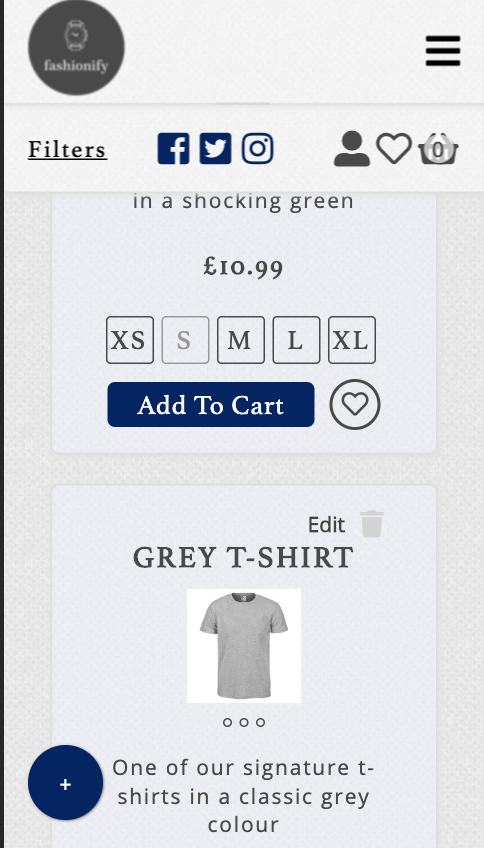 fashionify
Filters
0
in a shocking green
£10.99
XS S M L XL
Add To Cart
Edit
GREY T-SHIRT
One of our signature t-
shirts in a classic grey
colour
+